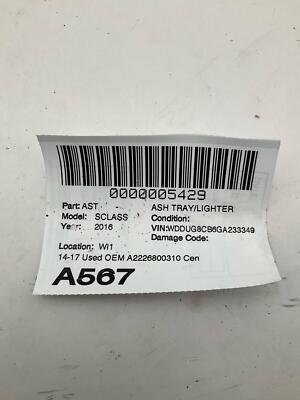 0000005429
Part: AST ASH TRAY/LIGHTER
Model: SCLASS Condition:
Year: 2016 VIN:WDDUG8CB6GA233349
Damage Code:
Location: WI1
14-17 Used OEM A2226800310 Cen
A567